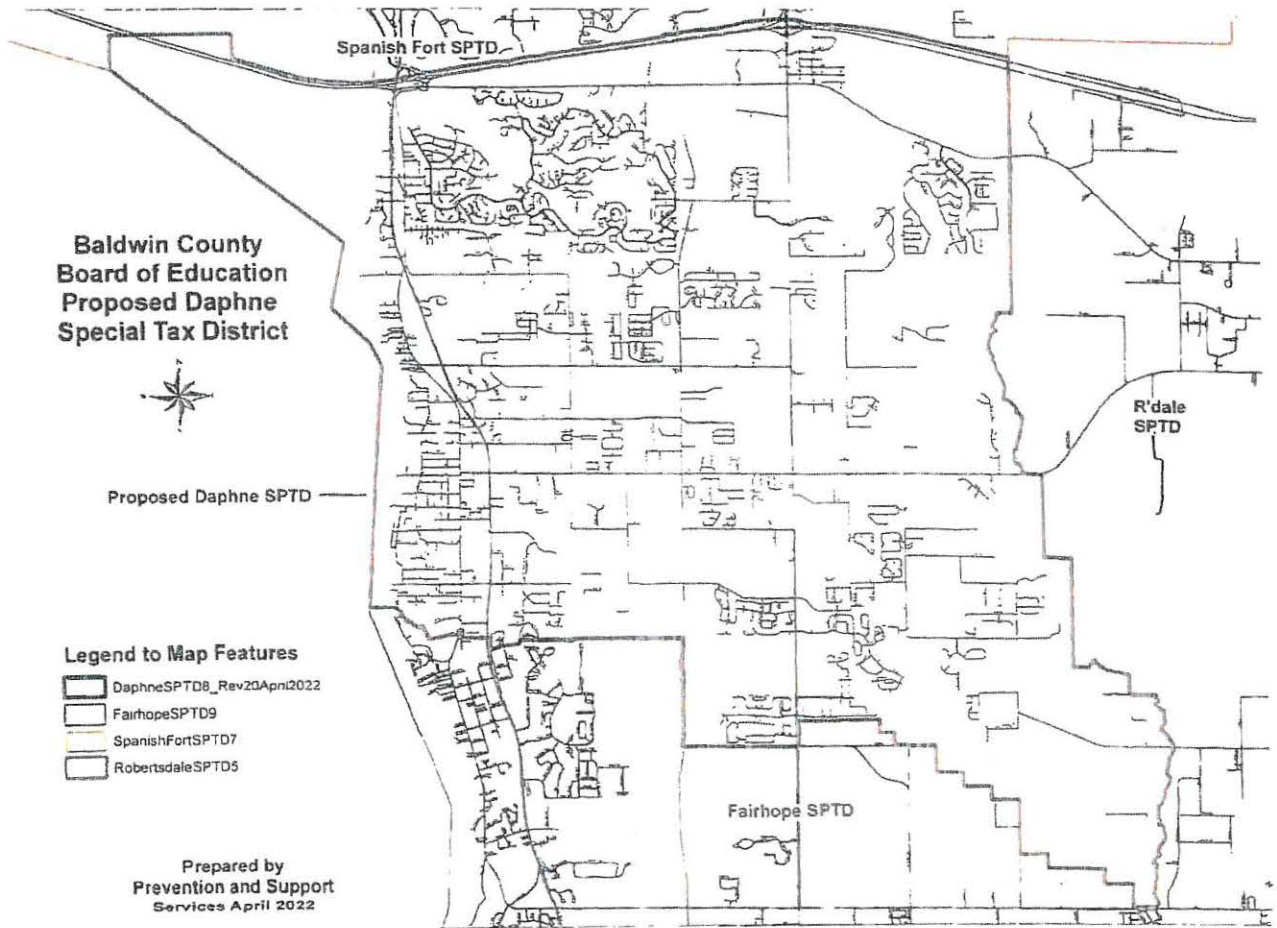 Spanish Fort SPTD
Baldwin County
Board of Education
Proposed Daphne
Special Tax District
R'dale
SPTD
Proposed Daphne SPTD
Legend to Map Features
DaphneSPTD8_Rev20April2022
FairhopeSPTD9
SpanishFortSPTD7
RobertsdaleSPTD5
Fairhope SPTD
Prepared by
Prevention and Support
Services April 2022